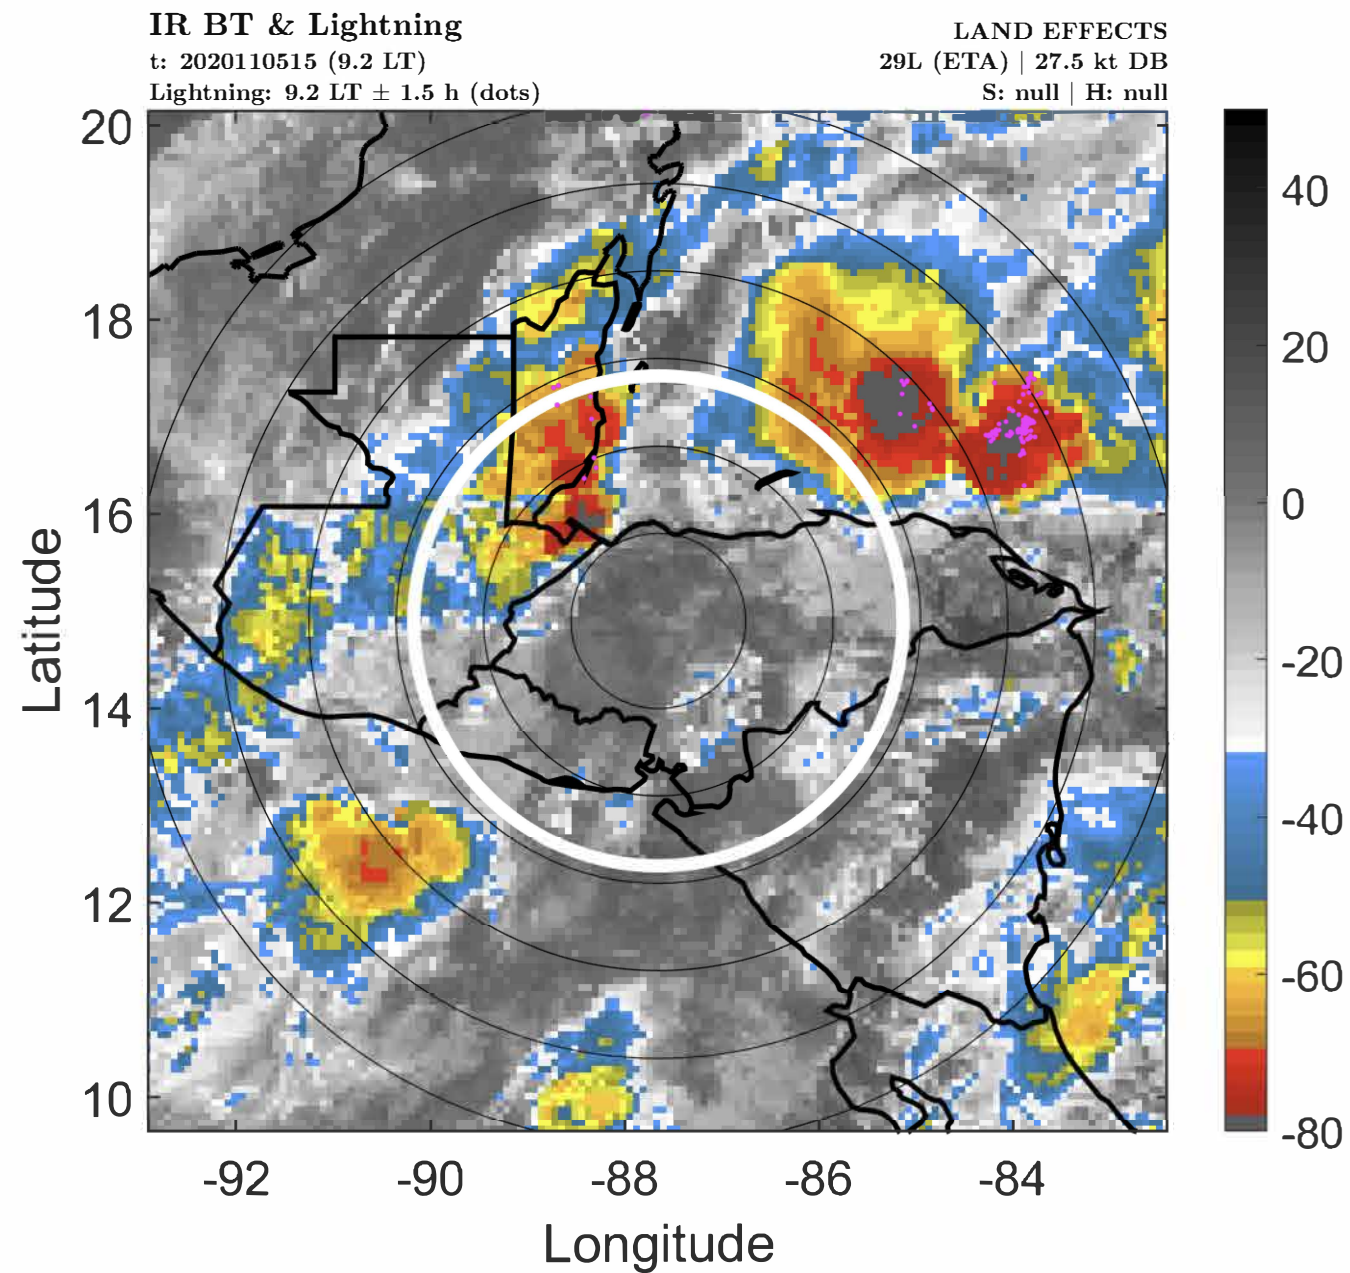 IR BT & Lightning
t: 2020110515 (9.2 LT)
Lightning: 9.2 LT ± 1.5 h (dots)
LAND EFFECTS
29L (ETA) | 27.5 kt DB
S: null | H: null
20
18
16
14
12
10
Latitude
-92
-90
-88
-86
-84
Longitude
40
20
0
-20
-40
-60
-80